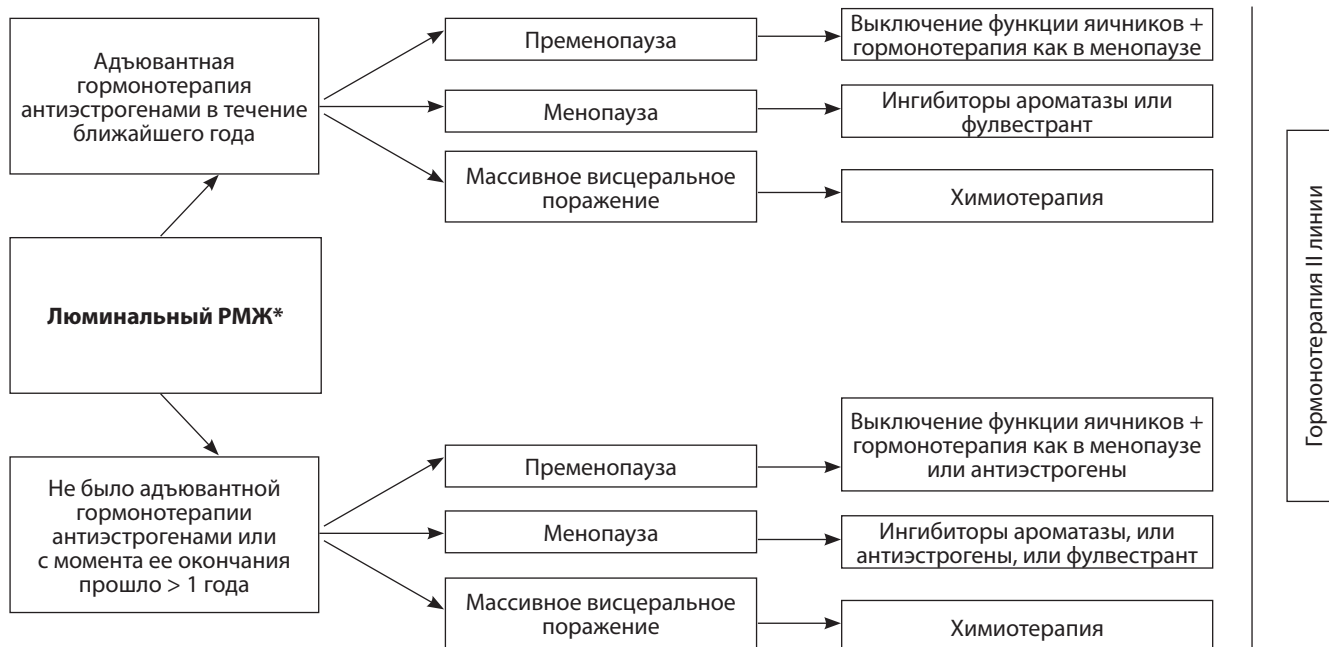 Адъювантная
гормонотерапия
антиэстрогенами в течение
ближайшего года
Пременопауза
Выключение функции яичников +
гормонотерапия как в менопаузе
Менопауза
Ингибиторы ароматазы или
фулвестрант
Массивное висцеральное
поражение
Химиотерапия
Люминальный РМЖ*
Не было адъювантной
гормонотерапии
антиэстрогенами или
с момента ее окончания
прошло > 1 года
Пременопауза
Выключение функции яичников +
гормонотерапия как в менопаузе
или антиэстрогены
Менопауза
Ингибиторы ароматазы, или
антиэстрогены, или фулвестрант
Массивное висцеральное
поражение
Химиотерапия
Гормонотерапия II линии